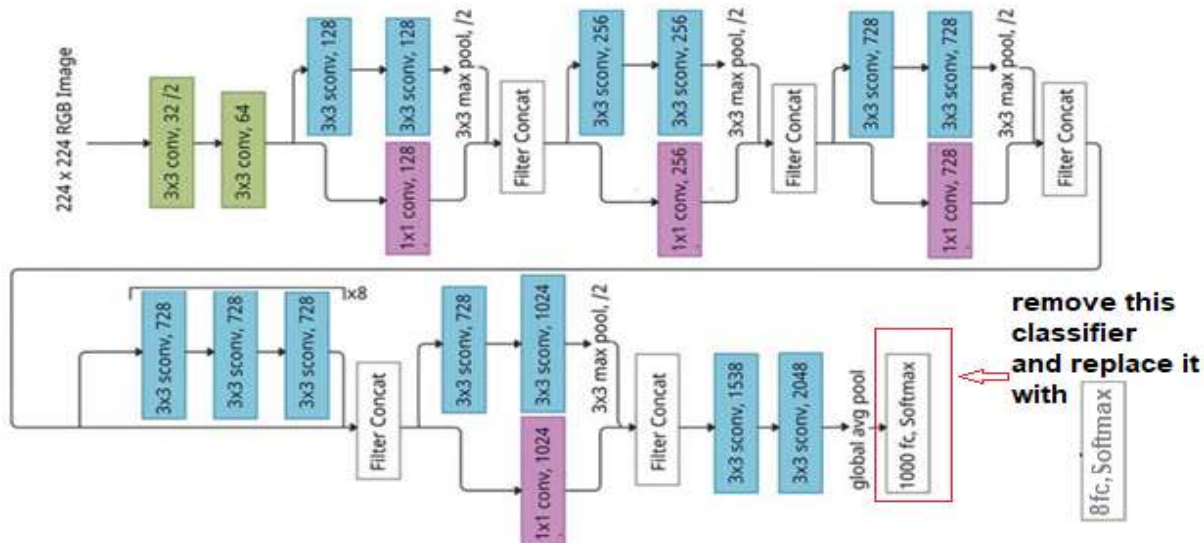 224 x 224 RGB Image
3x3 conv, 32 /2
3x3 conv, 64
3x3 sconv, 128
3x3 sconv, 128
3x3 max pool, /2
1x1 conv, 128
Filter Concat
3x3 sconv, 256
3x3 sconv, 256
3x3 max pool, /2
1x1 conv, 256
Filter Concat
3x3 sconv, 728
3x3 sconv, 728
3x3 max pool, /2
1x1 conv, 728
Filter Concat
3x3 sconv, 728
3x3 sconv, 728
3x3 sconv, 728
x8
Filter Concat
3x3 sconv, 728
3x3 sconv, 1024
3x3 max pool, /2
1x1 conv, 1024
Filter Concat
3x3 sconv, 1538
3x3 sconv, 2048
global avg pool
1000 fc, Softmax
remove this
classifier
and replace it
with
8fc, Softmax